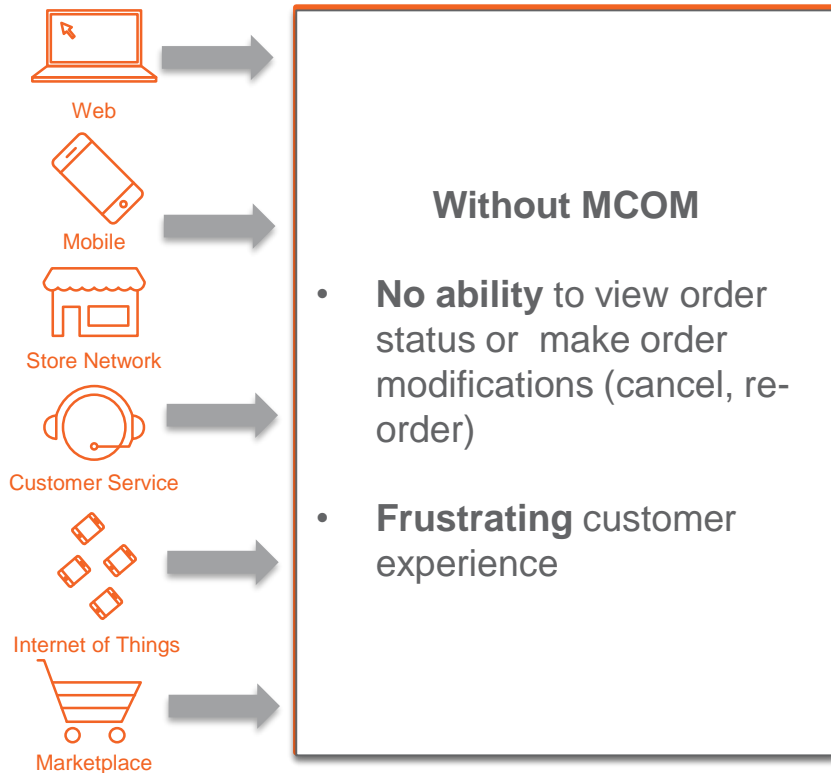 Web
Mobile
Store Network
Customer Service
Internet of Things
Marketplace
Without MCOM
• No ability to view order
status or  make order
modifications (cancel, re-
order)
• Frustrating customer
experience